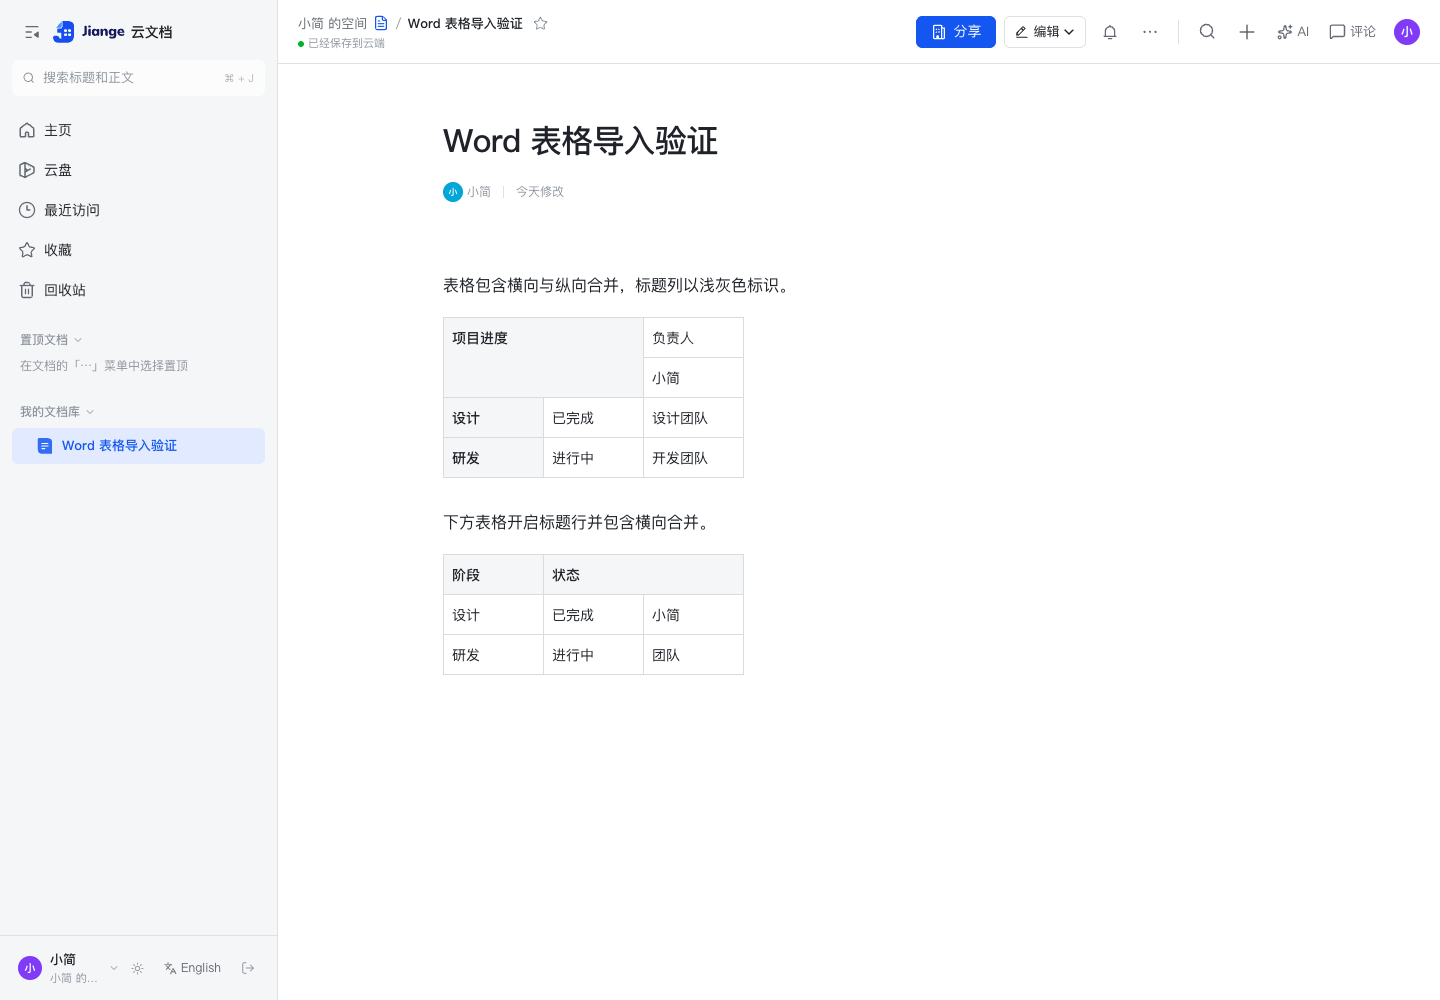 Jiange 云文档
搜索标题和正文 ⌘ + J
主页
云盘
最近访问
收藏
回收站
置顶文档
在文档的「···」菜单中选择置顶
我的文档库
Word 表格导入验证
小简
小简 的...
English
小简 的空间 / Word 表格导入验证
已经保存到云端
分享
编辑
AI
评论
小
Word 表格导入验证
小 小简 今天修改
表格包含横向与纵向合并，标题列以浅灰色标识。
项目进度 负责人
小简
设计 已完成 设计团队
研发 进行中 开发团队
下方表格开启标题行并包含横向合并。
阶段 状态
设计 已完成 小简
研发 进行中 团队
小